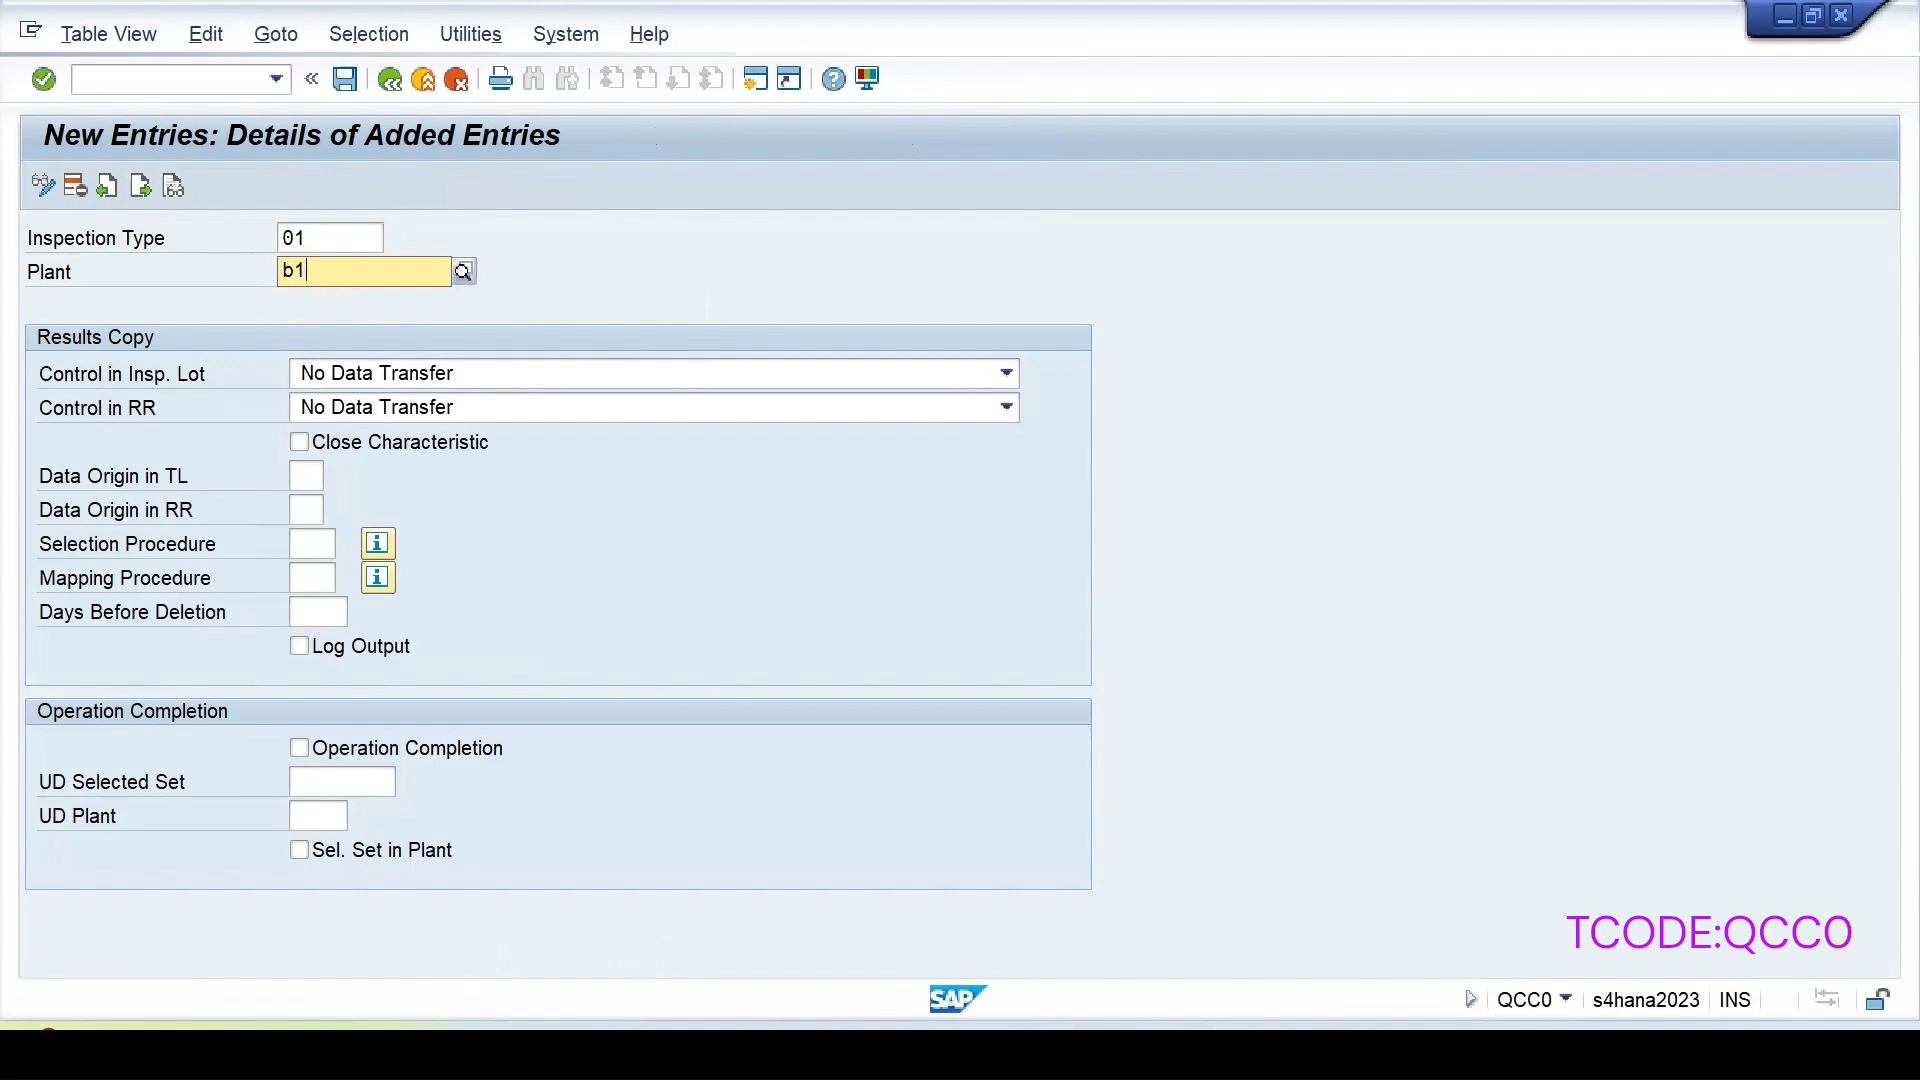 Table View Edit Goto Selection Utilities System Help
New Entries: Details of Added Entries
Inspection Type 01
Plant b1
Results Copy
Control in Insp. Lot No Data Transfer
Control in RR No Data Transfer
Close Characteristic
Data Origin in TL
Data Origin in RR
Selection Procedure
Mapping Procedure
Days Before Deletion
Log Output
Operation Completion
Operation Completion
UD Selected Set
UD Plant
Sel. Set in Plant
TCODE:QCC0
SAP QCC0 s4hana2023 INS